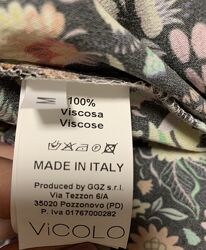 M
100%
Viscosa
Viscose
MADE IN ITALY
Produced by GGZ s.r.l.
Via Tezzon 6/A
35020 Pozzonovo (PD)
P. Iva 01767000282
ViCOLO